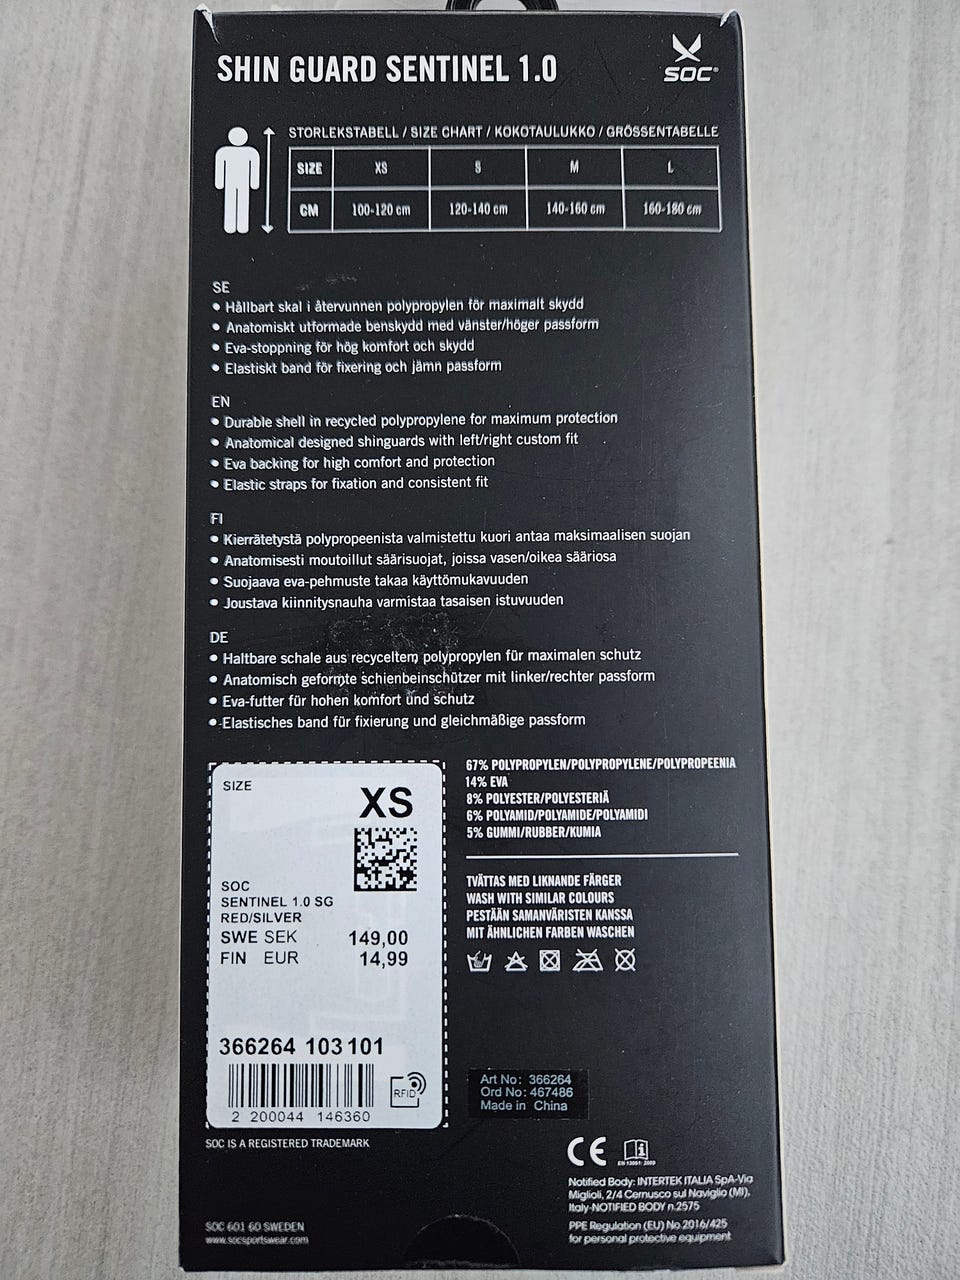 SHIN GUARD SENTINEL 1.0
SOC®
STORLEKSTABELL / SIZE CHART / KOKOTAULUKKO / GRÖSSENTABELLE
SIZE XS S M L
CM 100-120 cm 120-140 cm 140-160 cm 160-180 cm
SE
• Hållbart skal i återvunnen polypropylen för maximalt skydd
• Anatomiskt utformade benskydd med vänster/höger passform
• Eva-stoppning för hög komfort och skydd
• Elastiskt band för fixering och jämn passform
EN
• Durable shell in recycled polypropylene for maximum protection
• Anatomical designed shinguards with left/right custom fit
• Eva backing for high comfort and protection
• Elastic straps for fixation and consistent fit
FI
• Kierrätetystä polypropeenista valmistettu kuori antaa maksimaalisen suojan
• Anatomisesti moutoillut säärisuojat, joissa vasen/oikea sääriosa
• Suojaava eva-pehmuste takaa käyttömukavuuden
• Joustava kiinnitysnauha varmistaa tasaisen istuvuuden
DE
• Haltbare schale aus recyceltem polypropylen für maximalen schutz
• Anatomisch geformte schienbeinschützer mit linker/rechter passform
• Eva-futter für hohen komfort und schutz
• Elastisches band für fixierung und gleichmäßige passform
67% POLYPROPYLEN/POLYPROPYLENE/POLYPROPEENIA
14% EVA
8% POLYESTER/POLYESTERIÄ
6% POLYAMID/POLYAMIDE/POLYAMIDI
5% GUMMI/RUBBER/KUMIA
TVÄTTAS MED LIKNANDE FÄRGER
WASH WITH SIMILAR COLOURS
PESTÄÄN SAMANVÄRISTEN KANSSA
MIT ÄHNLICHEN FARBEN WASCHEN
SIZE
XS
SOC
SENTINEL 1.0 SG
RED/SILVER
SWE SEK 149,00
FIN EUR 14,99
366264 103101
RFID
2 200044 146360
Art No: 366264
Ord No: 467486
Made in China
SOC IS A REGISTERED TRADEMARK
CE
EN 13061: 2009
Notified Body: INTERTEK ITALIA SpA-Via
Miglioli, 2/4 Cernusco sul Naviglio (MI),
Italy-NOTIFIED BODY n.2575
PPE Regulation (EU) No.2016/425
for personal protective equipment
SOC 601 60 SWEDEN
www.socsportswear.com